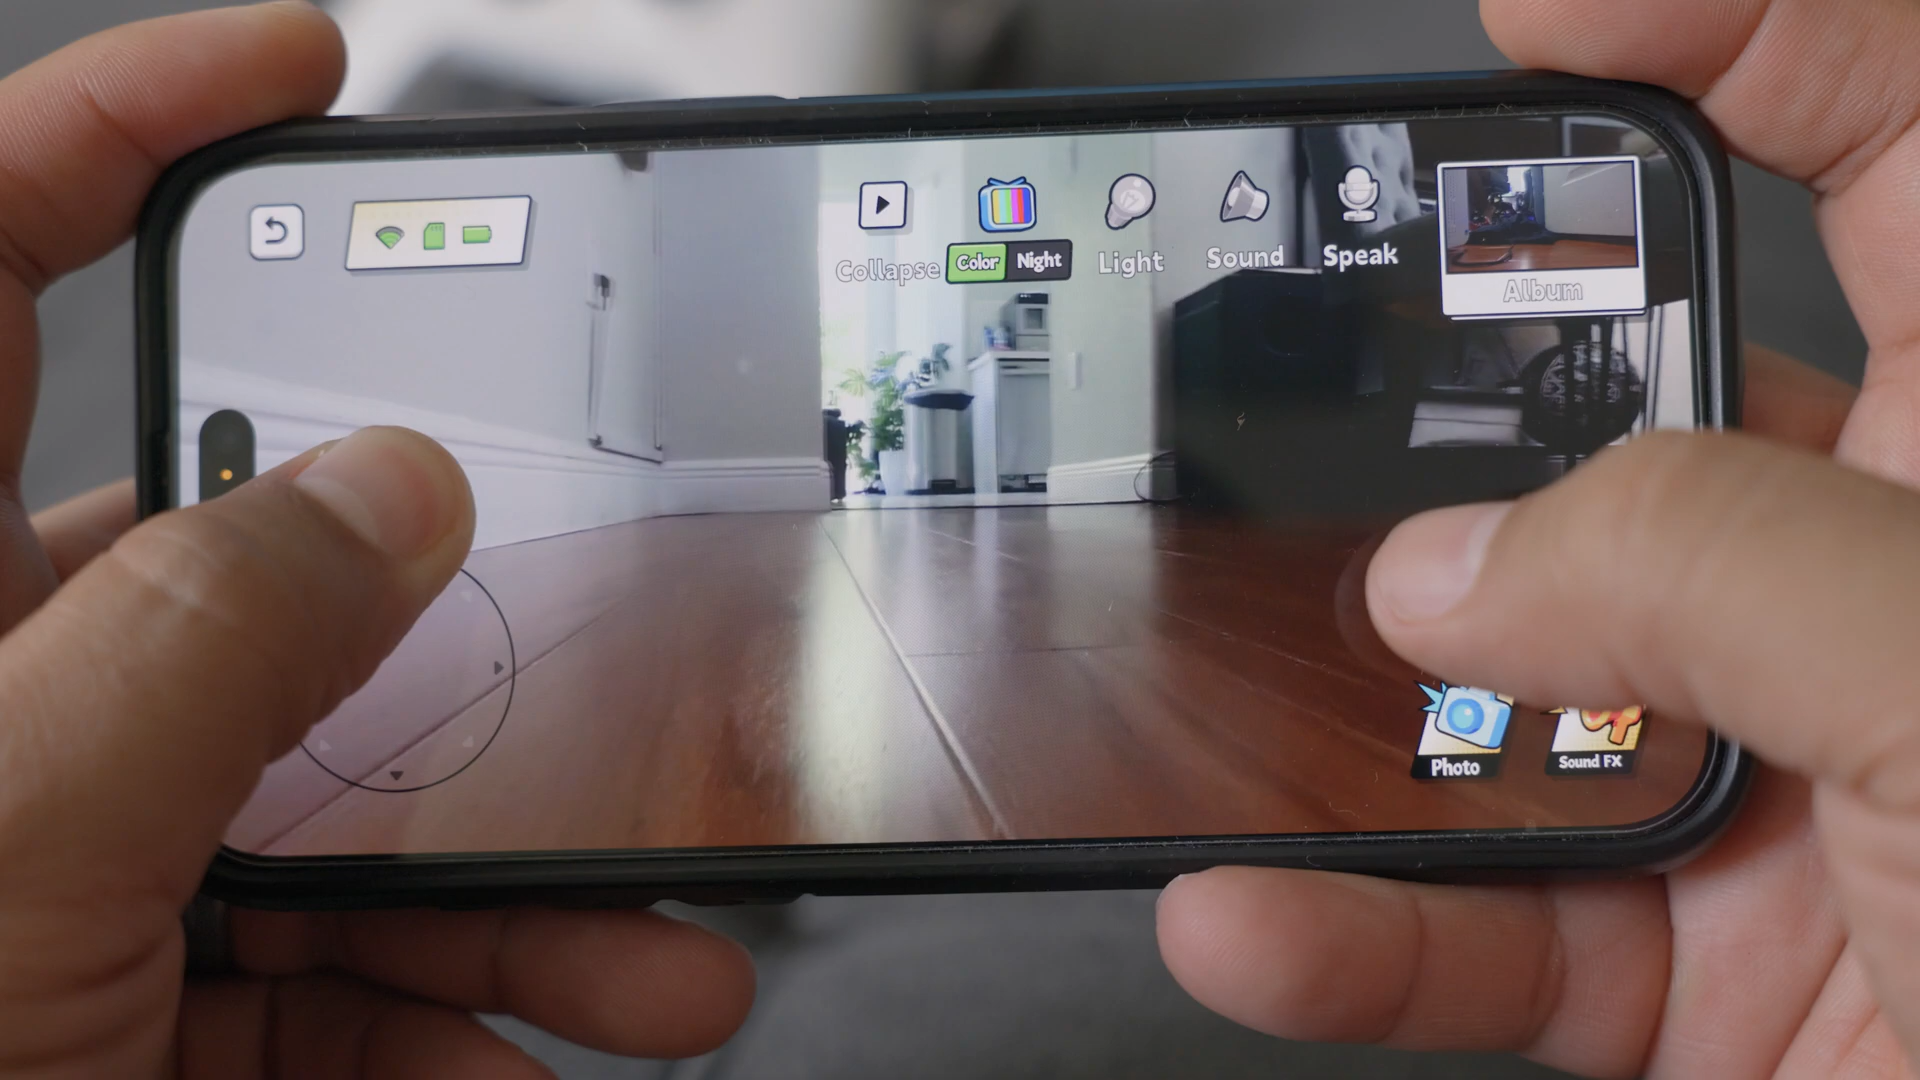 Collapse
Color Night
Light
Sound
Speak
Album
Photo
Sound FX